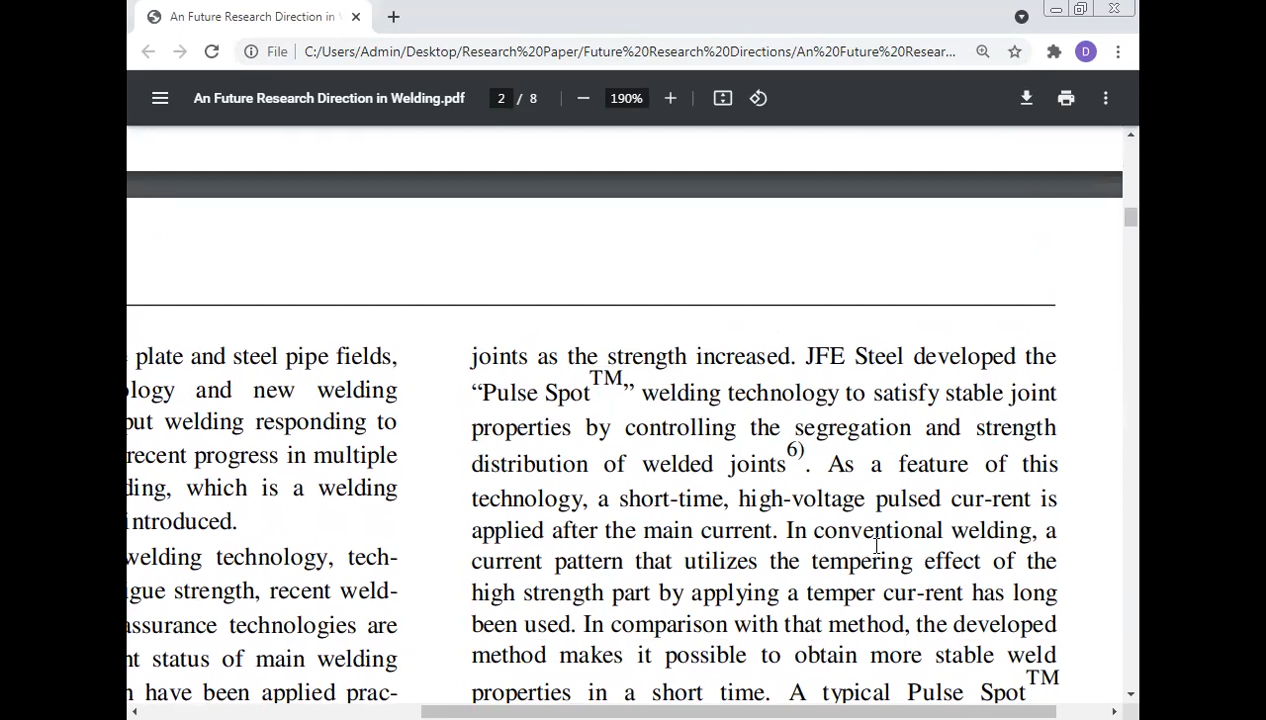 An Future Research Direction in
File C:/Users/Admin/Desktop/Research%20Paper/Future%20Research%20Directions/An%20Future%20Resear... D
An Future Research Direction in Welding.pdf 2 / 8 190%
plate and steel pipe fields,
ology and new welding
put welding responding to
recent progress in multiple
ding, which is a welding
introduced.
welding technology, tech-
gue strength, recent weld-
assurance technologies are
nt status of main welding
n have been applied prac-
joints as the strength increased. JFE Steel developed the
“Pulse Spot™” welding technology to satisfy stable joint
properties by controlling the segregation and strength
distribution of welded joints6). As a feature of this
technology, a short-time, high-voltage pulsed cur-rent is
applied after the main current. In conventional welding, a
current pattern that utilizes the tempering effect of the
high strength part by applying a temper cur-rent has long
been used. In comparison with that method, the developed
method makes it possible to obtain more stable weld
properties in a short time. A typical Pulse Spot™